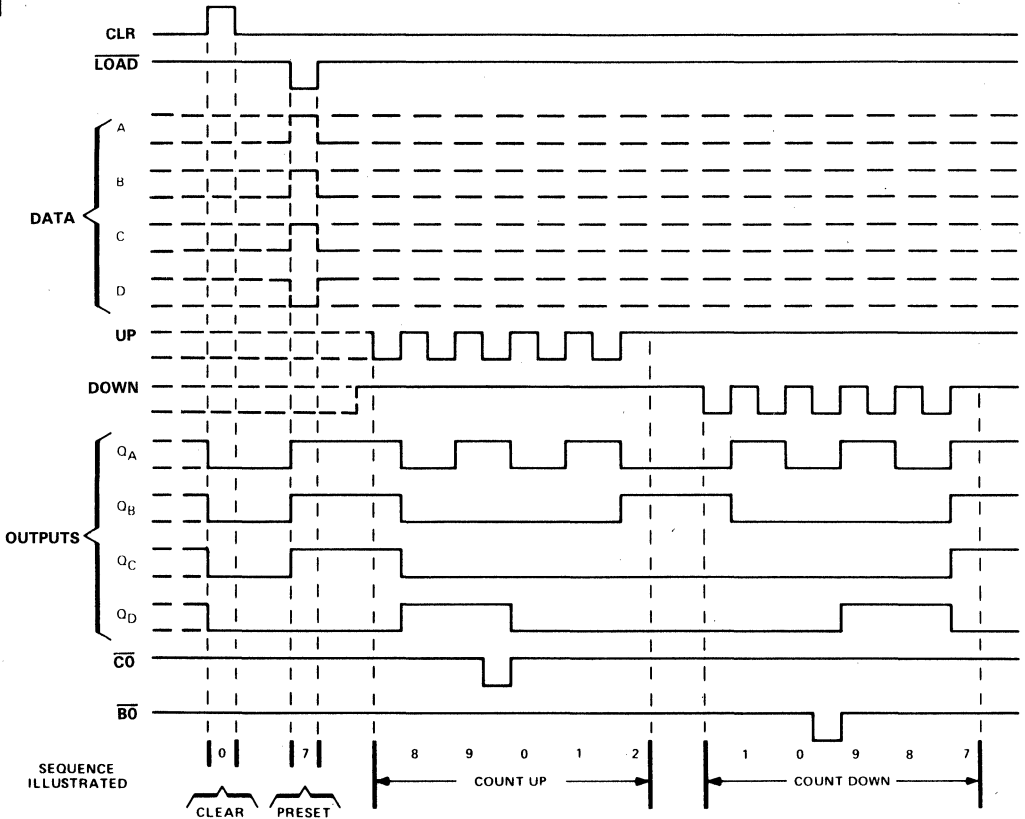 CLR
LOAD
A
B
DATA
C
D
UP
DOWN
QA
QB
OUTPUTS
QC
QD
CO
BO
SEQUENCE
ILLUSTRATED
0 7 8 9 0 1 2 1 0 9 8 7
COUNT UP COUNT DOWN
CLEAR PRESET